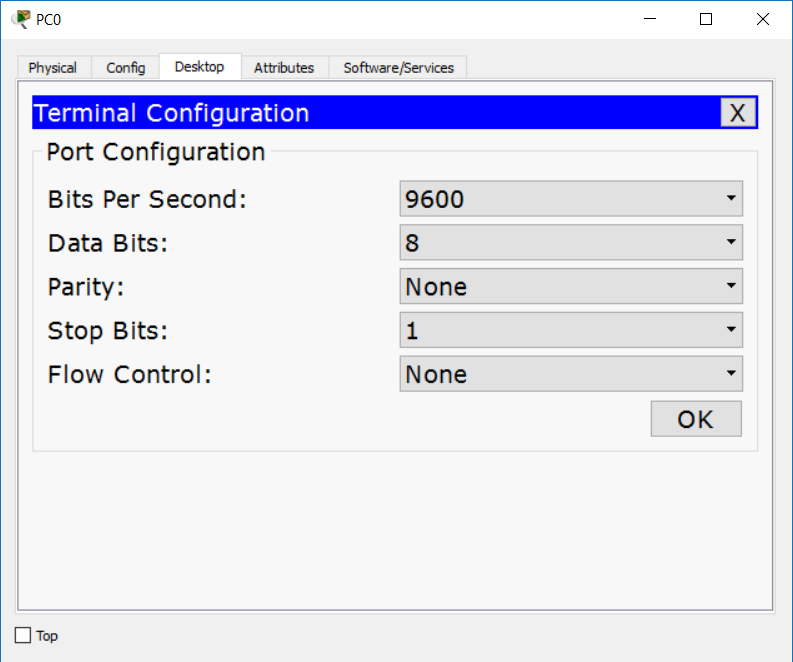 PC0
Physical Config Desktop Attributes Software/Services
Terminal Configuration X
Port Configuration
Bits Per Second: 9600
Data Bits: 8
Parity: None
Stop Bits: 1
Flow Control: None
OK
Top